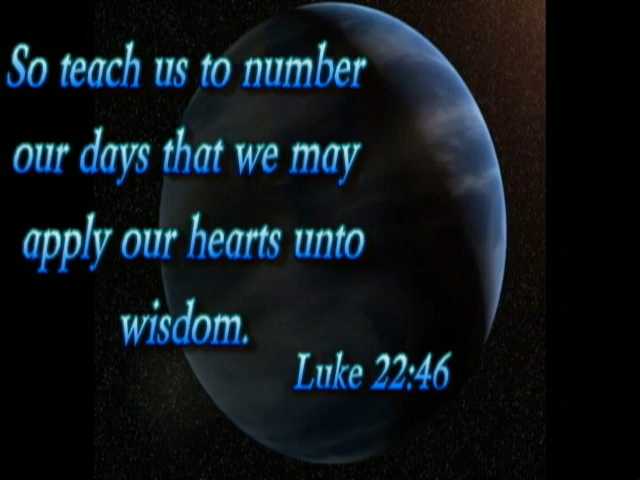 So teach us to number
our days that we may
apply our hearts unto
wisdom.
Luke 22:46